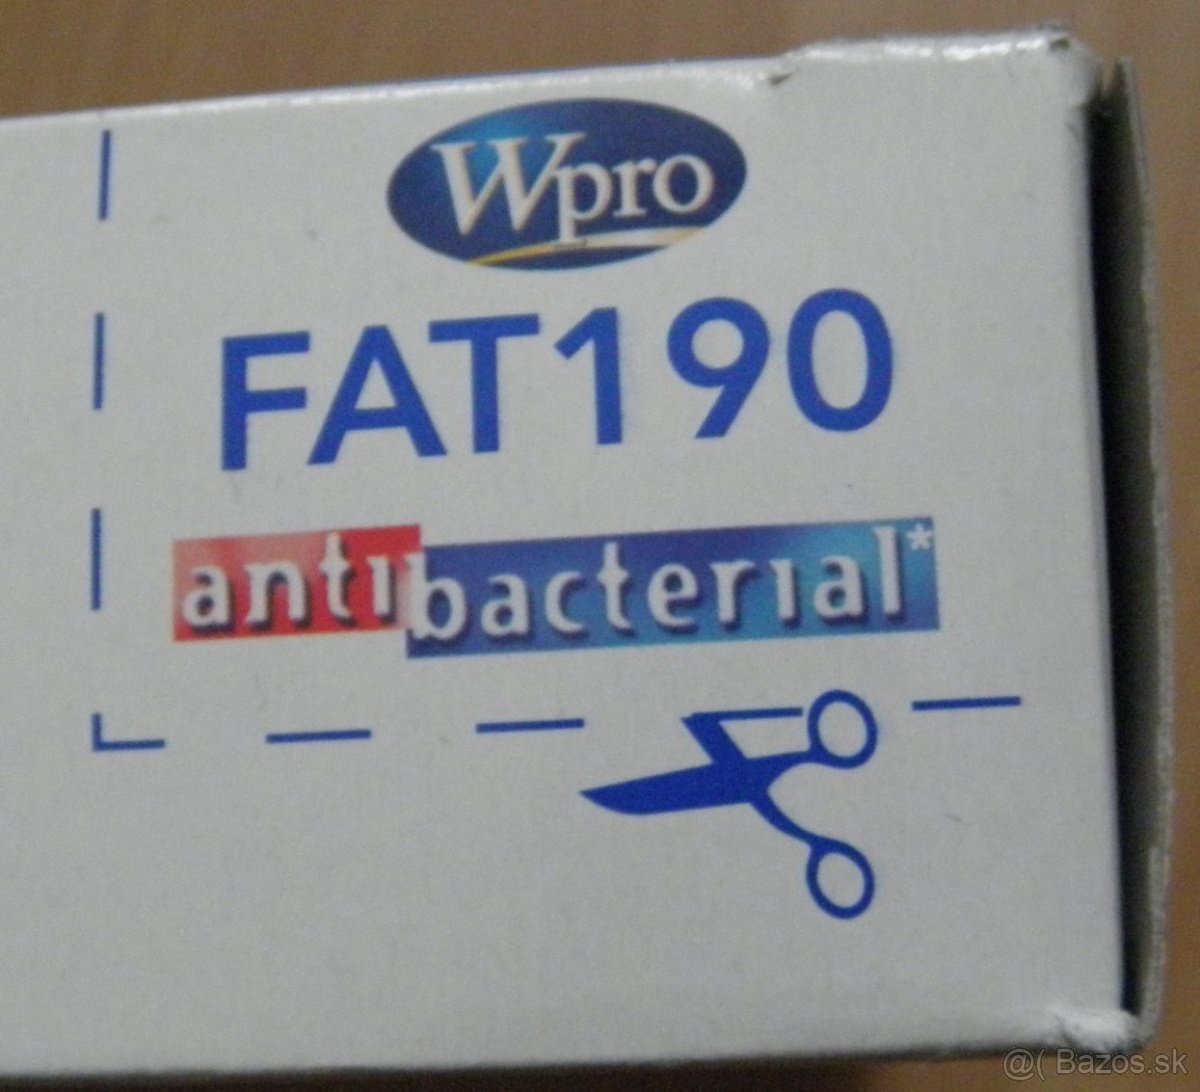 Wpro
FAT190
antibacterial*
@( Bazos.sk